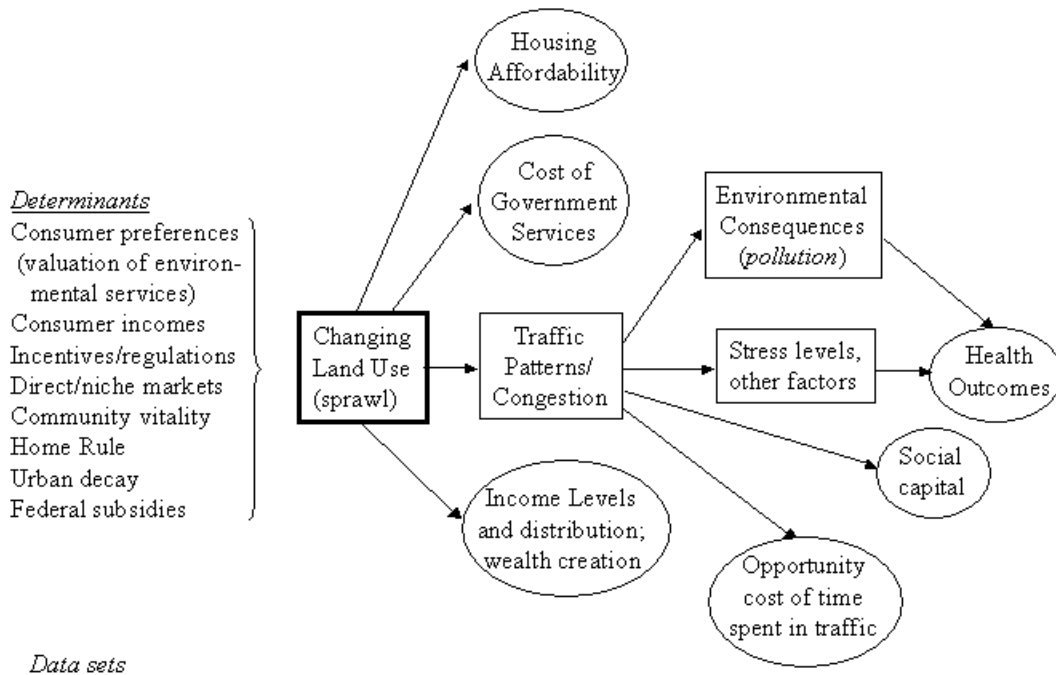 Housing
Affordability
Cost of
Government
Services
Determinants
Consumer preferences
(valuation of environ-
mental services)
Consumer incomes
Incentives/regulations
Direct/niche markets
Community vitality
Home Rule
Urban decay
Federal subsidies
Changing
Land Use
(sprawl)
Traffic
Patterns/
Congestion
Environmental
Consequences
(pollution)
Stress levels,
other factors
Health
Outcomes
Social
capital
Income Levels
and distribution;
wealth creation
Opportunity
cost of time
spent in traffic
Data sets